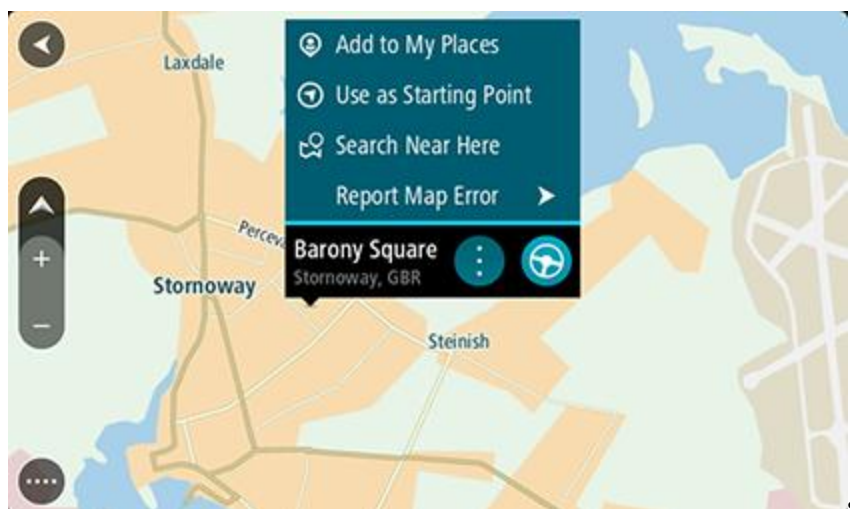 Add to My Places
Laxdale
Use as Starting Point
Search Near Here
Report Map Error
Barony Square
Stornoway, GBR
Stornoway
Steinish